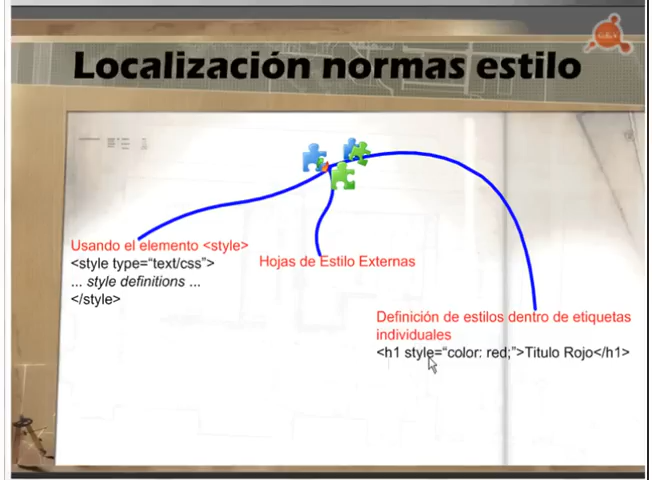 Localización normas estilo
Usando el elemento <style>
<style type=“text/css”>
... style definitions ...
</style>
Hojas de Estilo Externas
Definición de estilos dentro de etiquetas
individuales
<h1 style=“color: red;”>Titulo Rojo</h1>